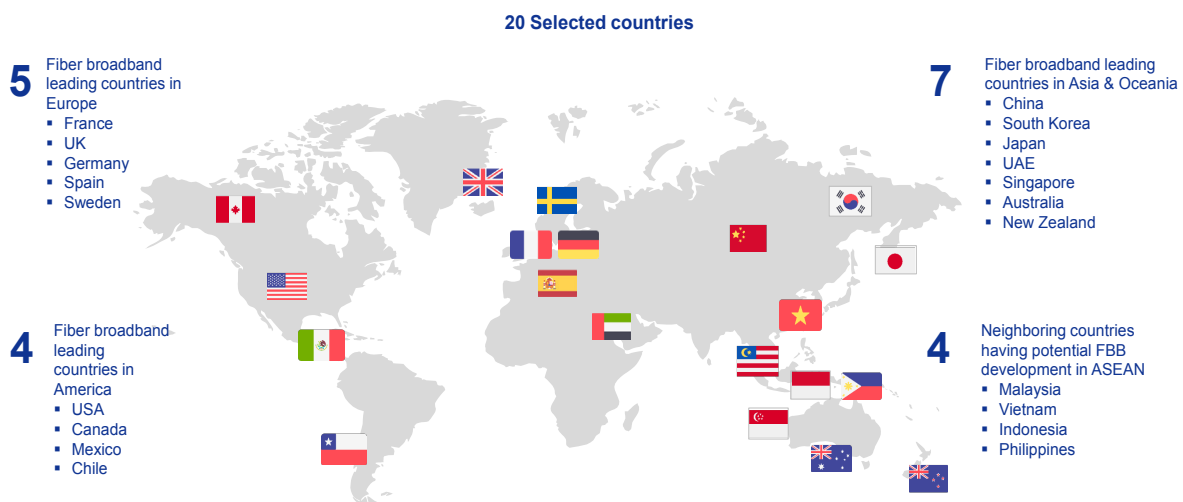 20 Selected countries
5
Fiber broadband
leading countries in
Europe
▪ France
▪ UK
▪ Germany
▪ Spain
▪ Sweden
7
Fiber broadband leading
countries in Asia & Oceania
▪ China
▪ South Korea
▪ Japan
▪ UAE
▪ Singapore
▪ Australia
▪ New Zealand
4
Fiber broadband
leading
countries in
America
▪ USA
▪ Canada
▪ Mexico
▪ Chile
4
Neighboring countries
having potential FBB
development in ASEAN
▪ Malaysia
▪ Vietnam
▪ Indonesia
▪ Philippines